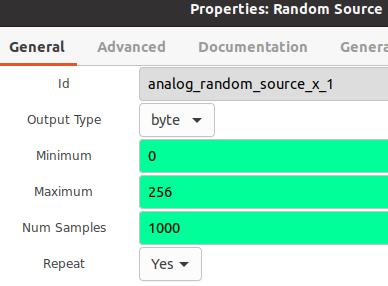 Properties: Random Source
General Advanced Documentation Genera
Id analog_random_source_x_1
Output Type byte
Minimum 0
Maximum 256
Num Samples 1000
Repeat Yes